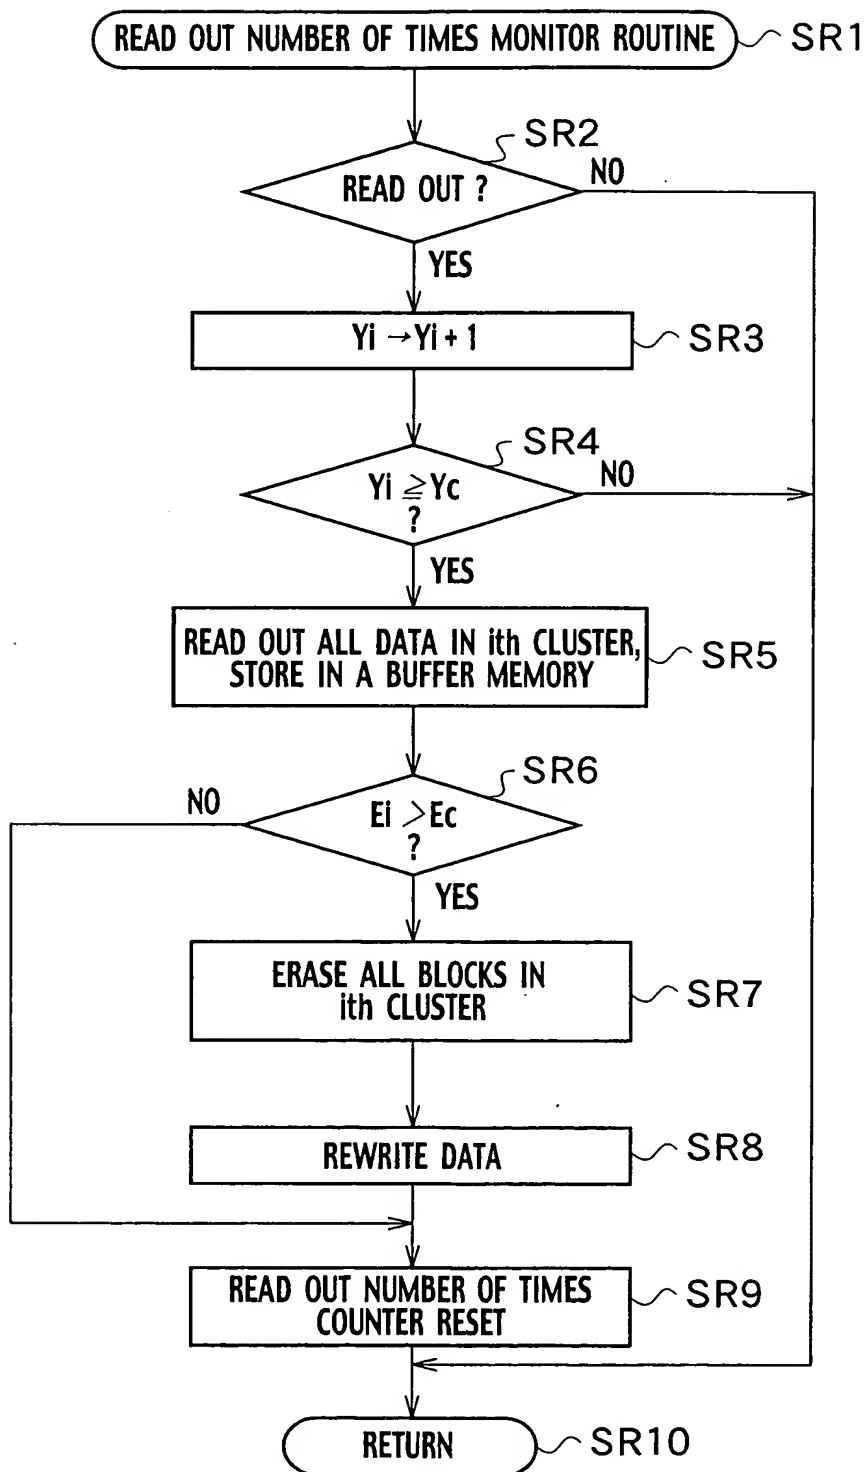 READ OUT NUMBER OF TIMES MONITOR ROUTINE
SR1
SR2
READ OUT ?
NO
YES
Yi → Yi + 1
SR3
SR4
Yi ≧ Yc
?
NO
YES
READ OUT ALL DATA IN ith CLUSTER,
STORE IN A BUFFER MEMORY
SR5
SR6
NO
Ei > Ec
?
YES
ERASE ALL BLOCKS IN
ith CLUSTER
SR7
REWRITE DATA
SR8
READ OUT NUMBER OF TIMES
COUNTER RESET
SR9
RETURN
SR10